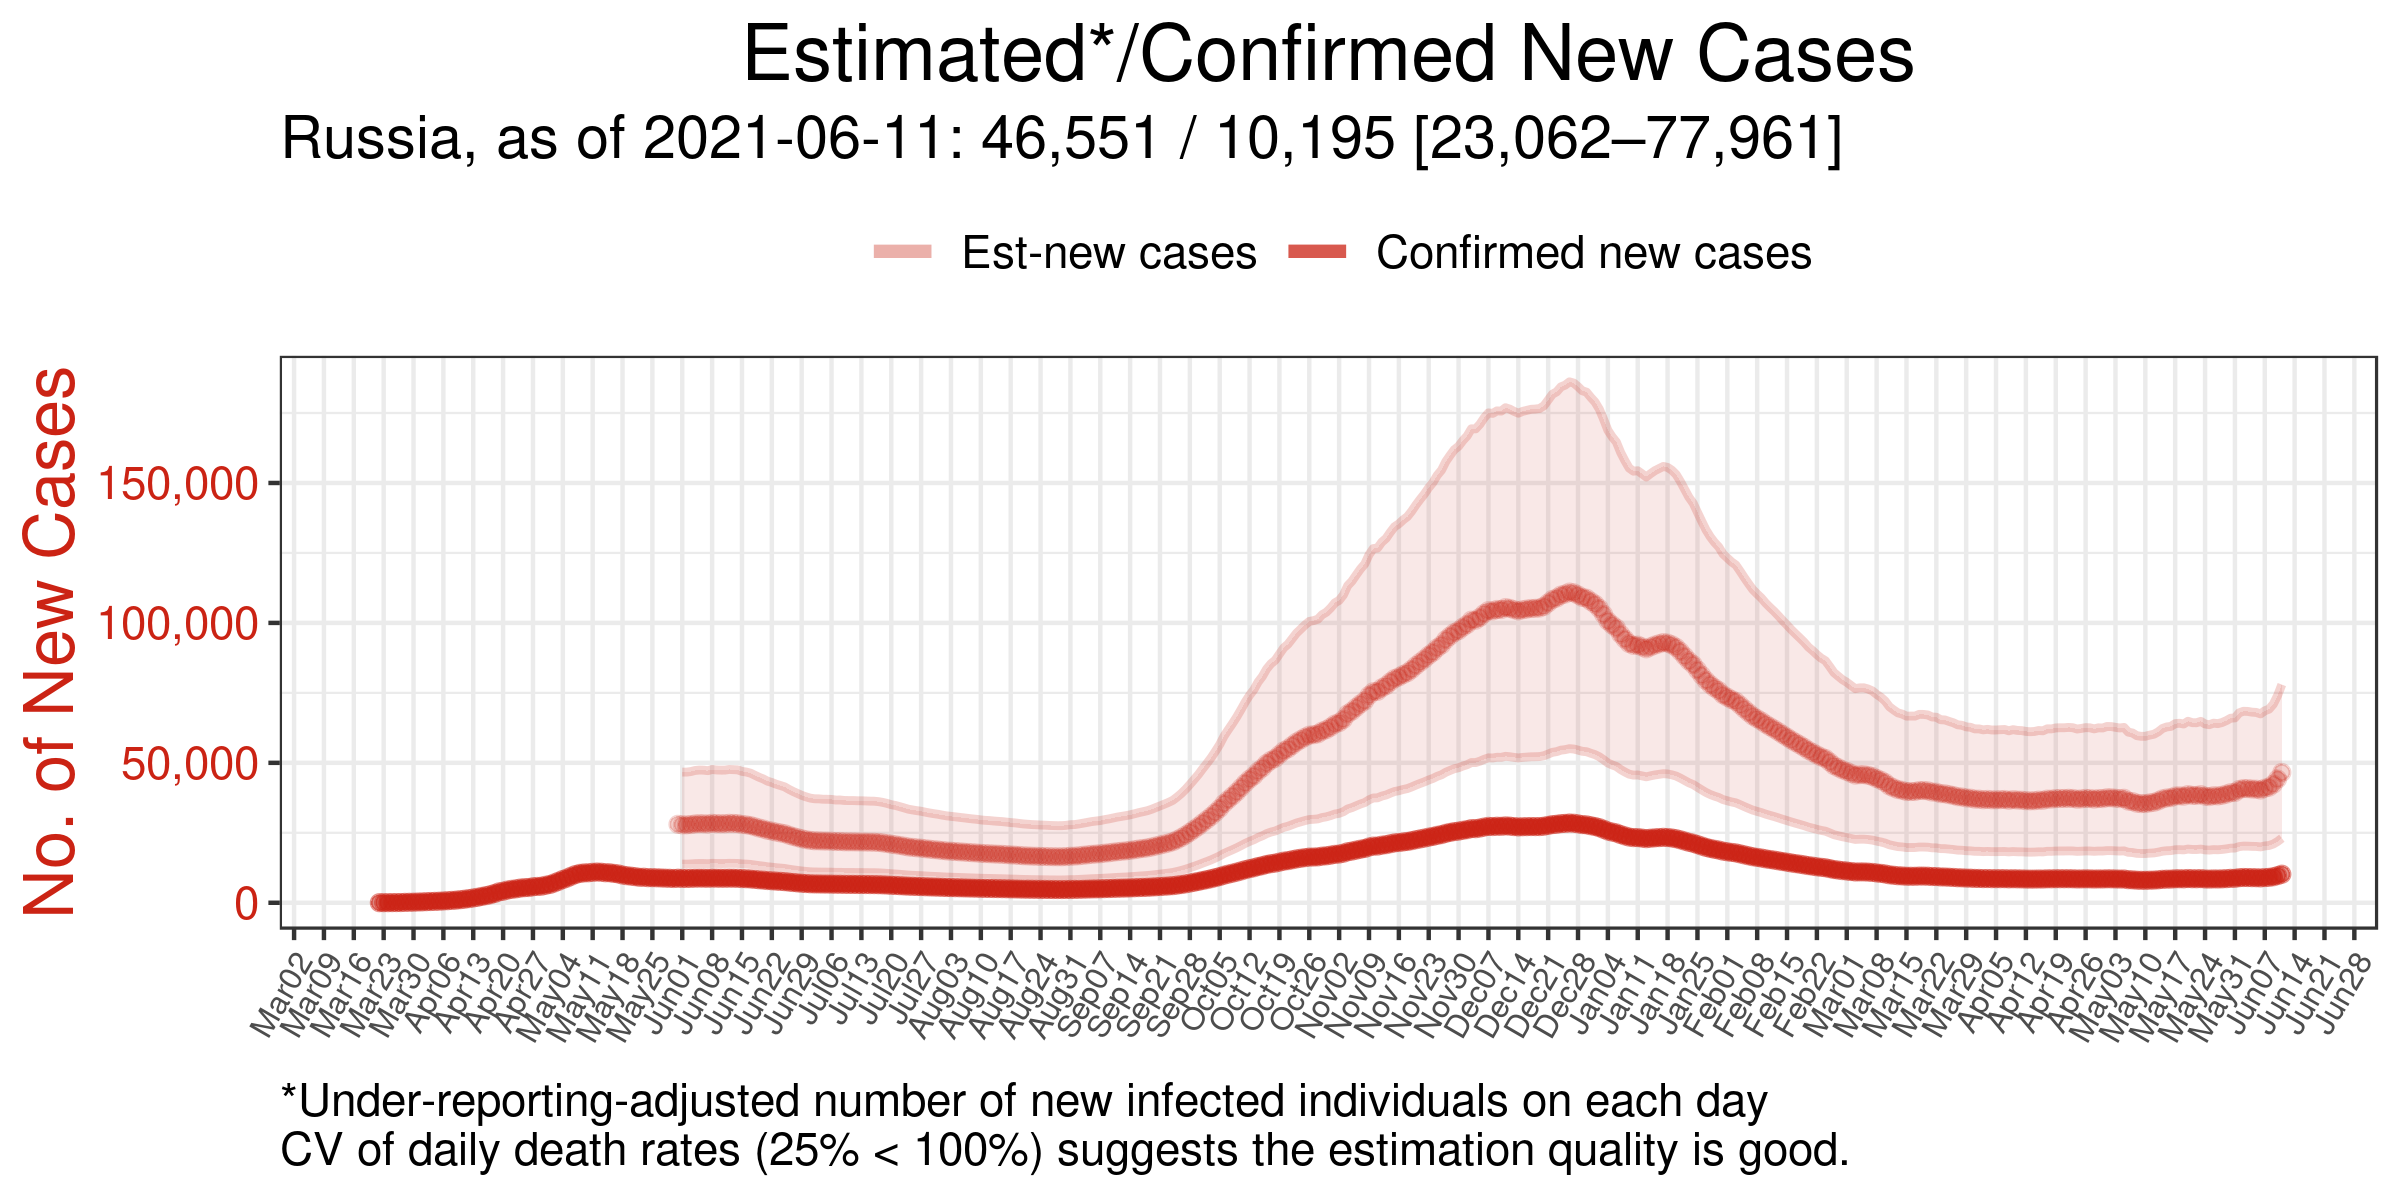 Estimated*/Confirmed New Cases
Russia, as of 2021-06-11: 46,551 / 10,195 [23,062–77,961]
Est-new cases
Confirmed new cases
No. of New Cases
150,000
100,000
50,000
0
Mar02
Mar09
Mar16
Mar23
Mar30
Apr06
Apr13
Apr20
Apr27
May04
May11
May18
May25
Jun01
Jun08
Jun15
Jun22
Jun29
Jul06
Jul13
Jul20
Jul27
Aug03
Aug10
Aug17
Aug24
Aug31
Sep07
Sep14
Sep21
Sep28
Oct05
Oct12
Oct19
Oct26
Nov02
Nov09
Nov16
Nov23
Nov30
Dec07
Dec14
Dec21
Dec28
Jan04
Jan11
Jan18
Jan25
Feb01
Feb08
Feb15
Feb22
Mar01
Mar08
Mar15
Mar22
Mar29
Apr05
Apr12
Apr19
Apr26
May03
May10
May17
May24
May31
Jun07
Jun14
Jun21
Jun28
*Under-reporting-adjusted number of new infected individuals on each day
CV of daily death rates (25% < 100%) suggests the estimation quality is good.